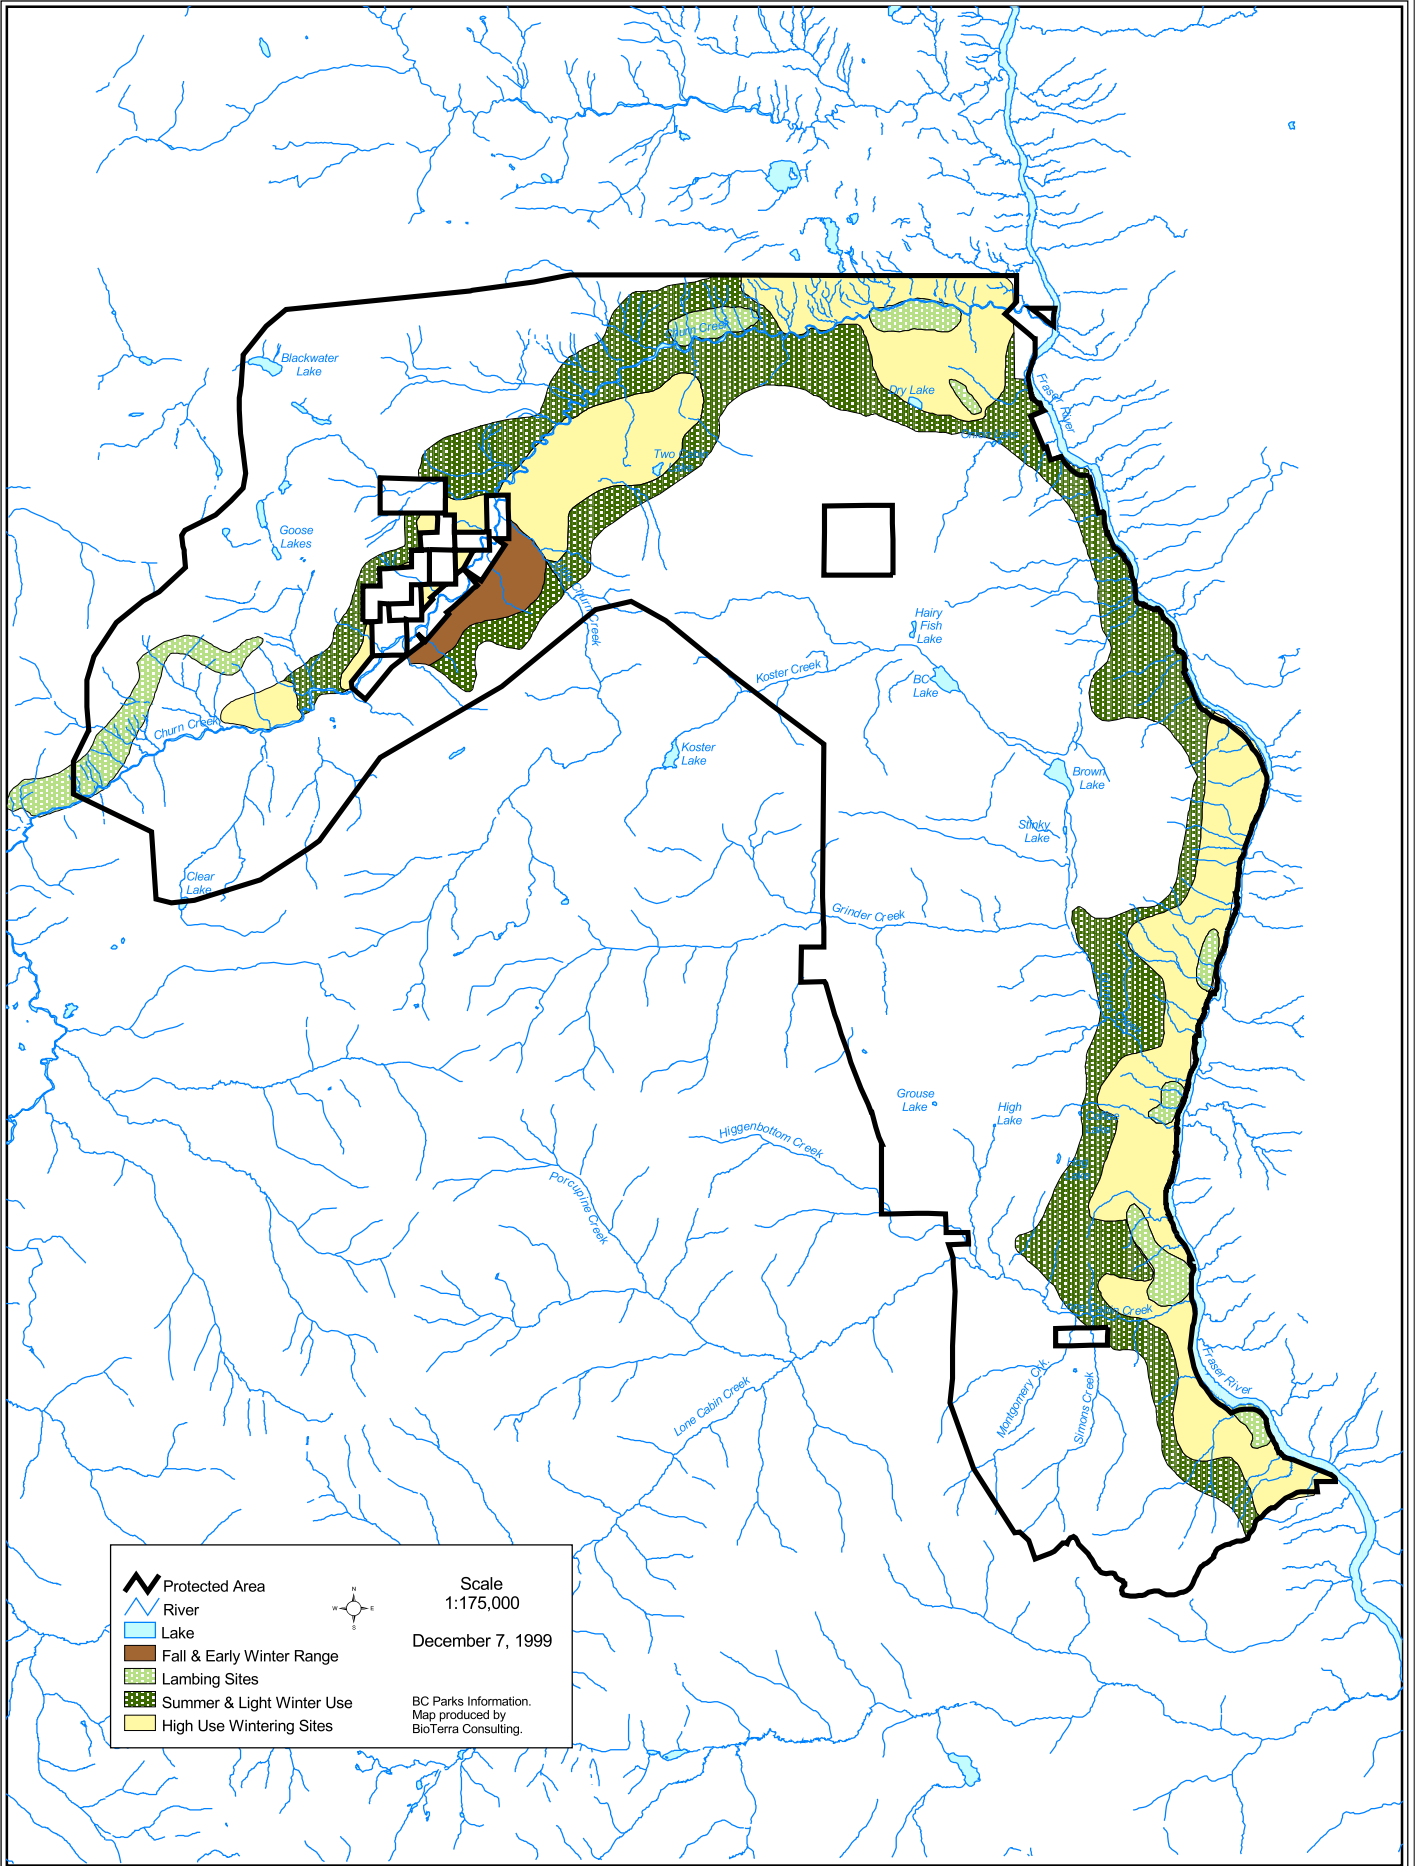 Churn Creek
Blackwater
Lake
Fraser River
Dry Lake
Two
Goose
Lakes
Churn Creek
Hairy
Fish
Lake
Koster Creek
BC
Lake
Churn Creek
Koster
Lake
Brown
Lake
Stinky
Lake
Clear
Lake
Grinder Creek
Grouse
Lake
High
Lake
Higgenbottom Creek
Porcupine Creek
Creek
Fraser River
Montgomery Crk.
Simons Creek
Lone Cabin Creek
Protected Area
River
Lake
Fall & Early Winter Range
Lambing Sites
Summer & Light Winter Use
High Use Wintering Sites
N
W
E
S
Scale
1:175,000
December 7, 1999
BC Parks Information.
Map produced by
BioTerra Consulting.